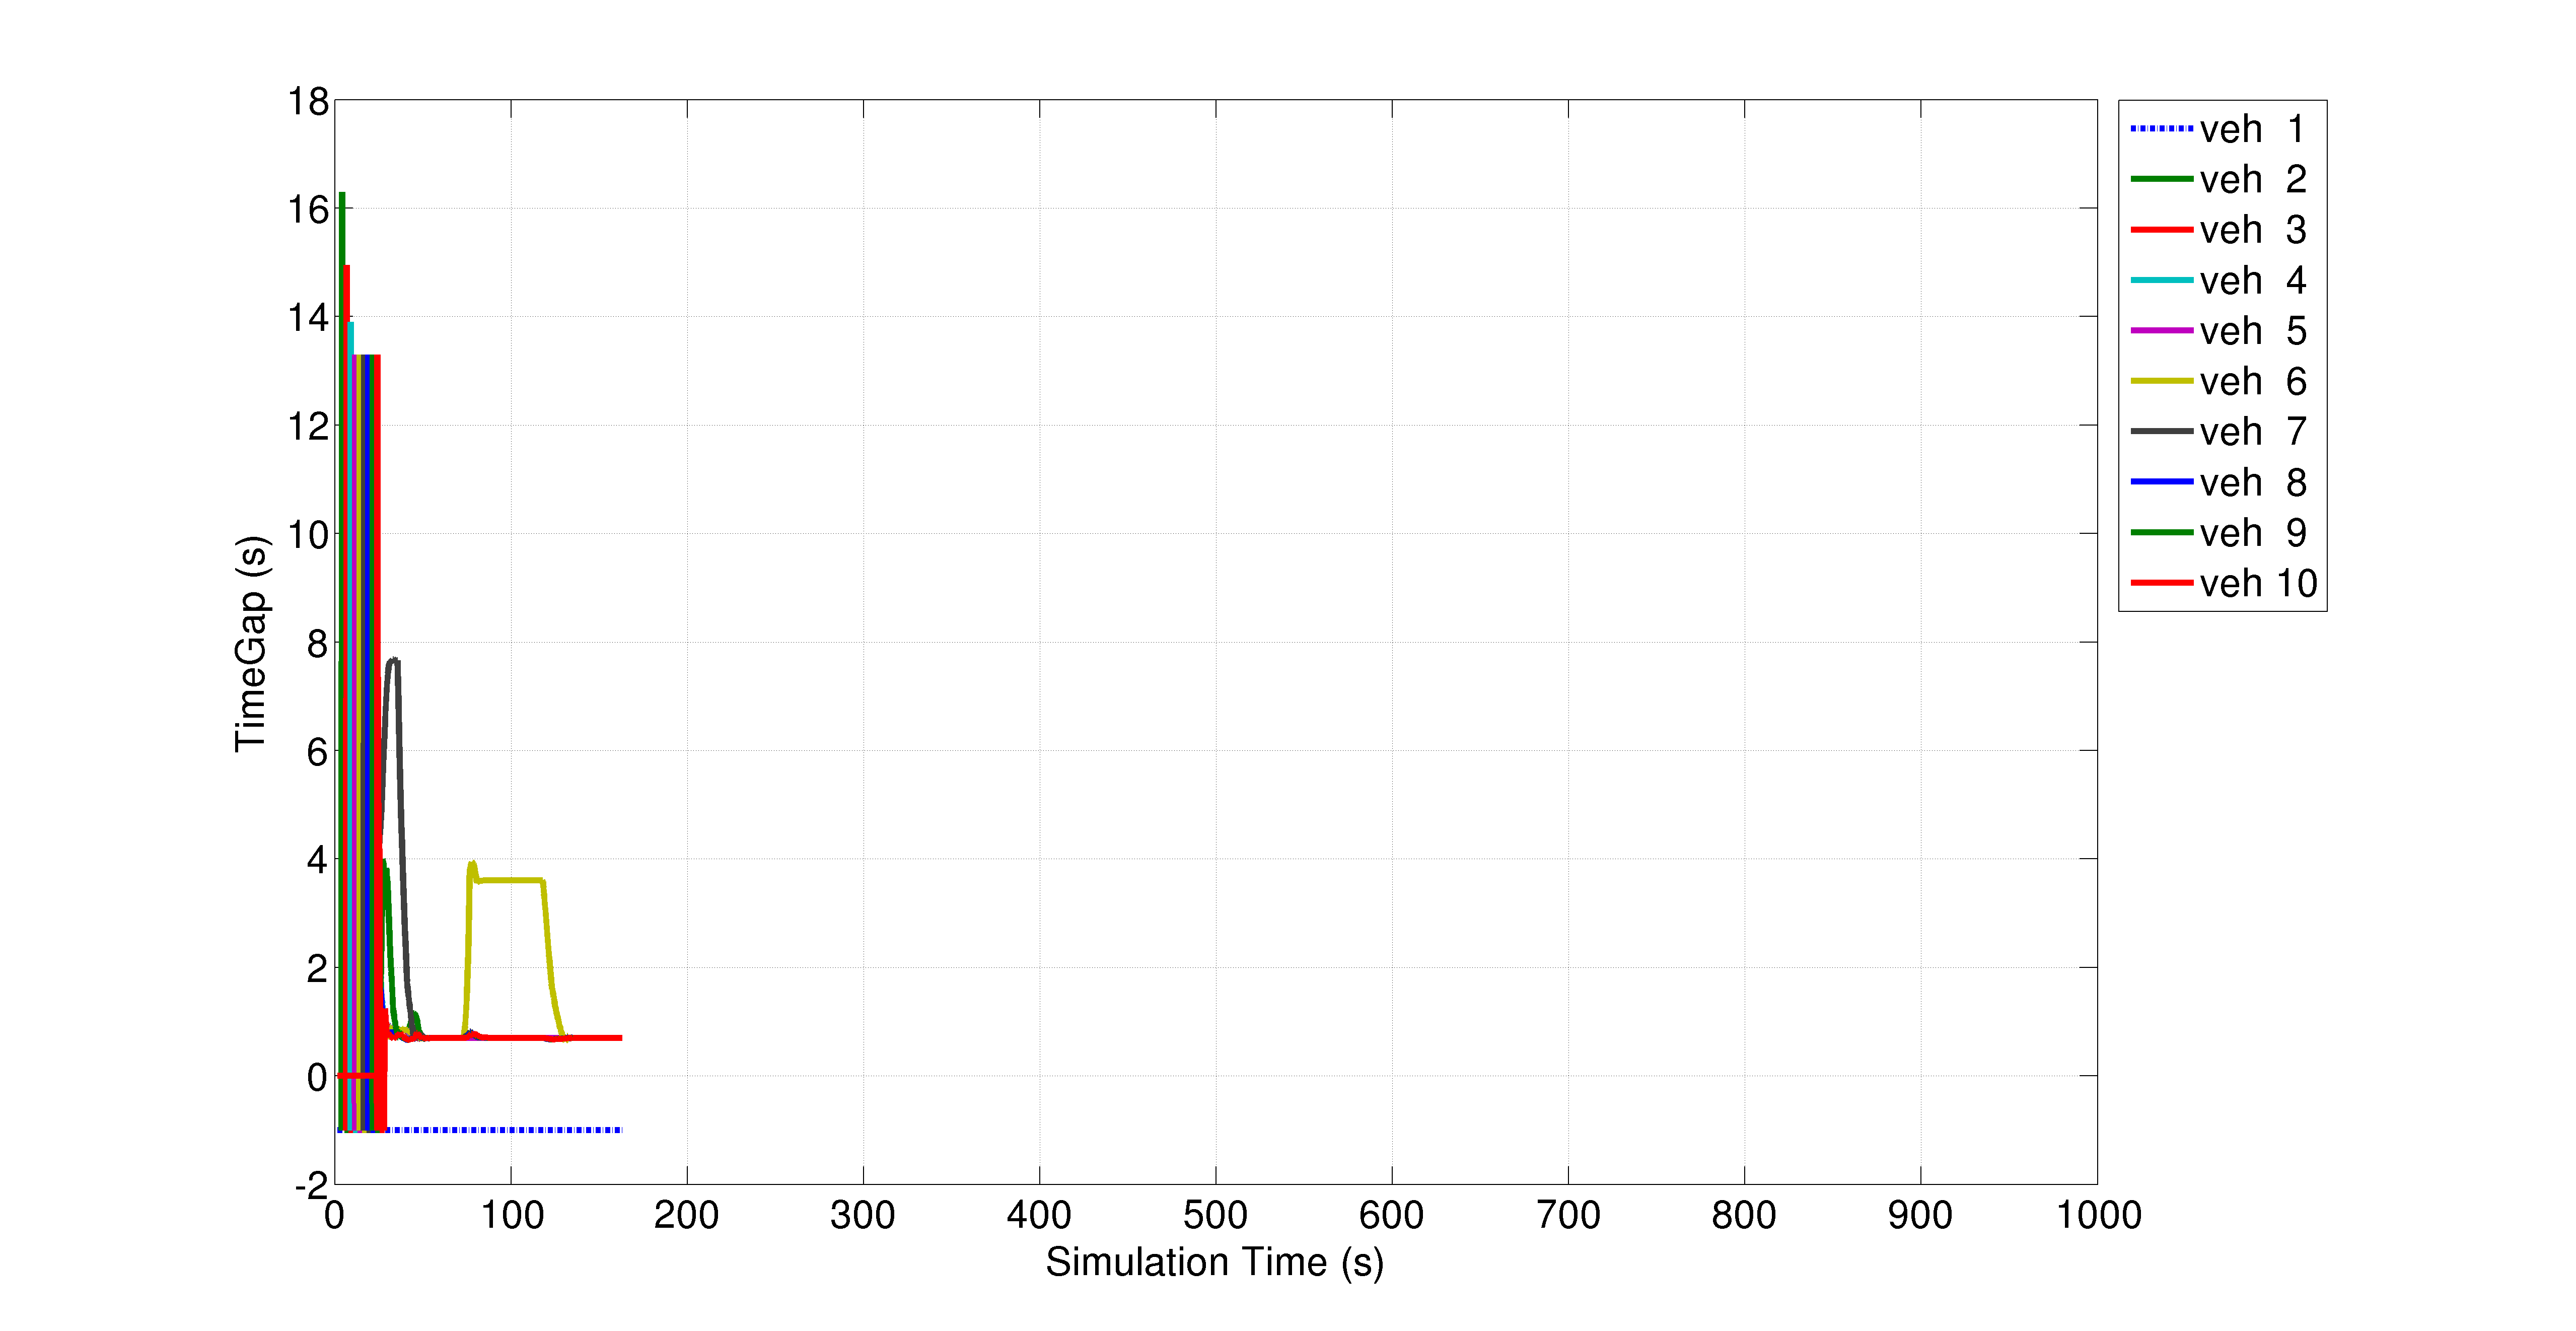 18
16
14
12
10
8
6
4
2
0
-2
TimeGap (s)
0 100 200 300 400 500 600 700 800 900 1000
Simulation Time (s)
veh 1
veh 2
veh 3
veh 4
veh 5
veh 6
veh 7
veh 8
veh 9
veh 10